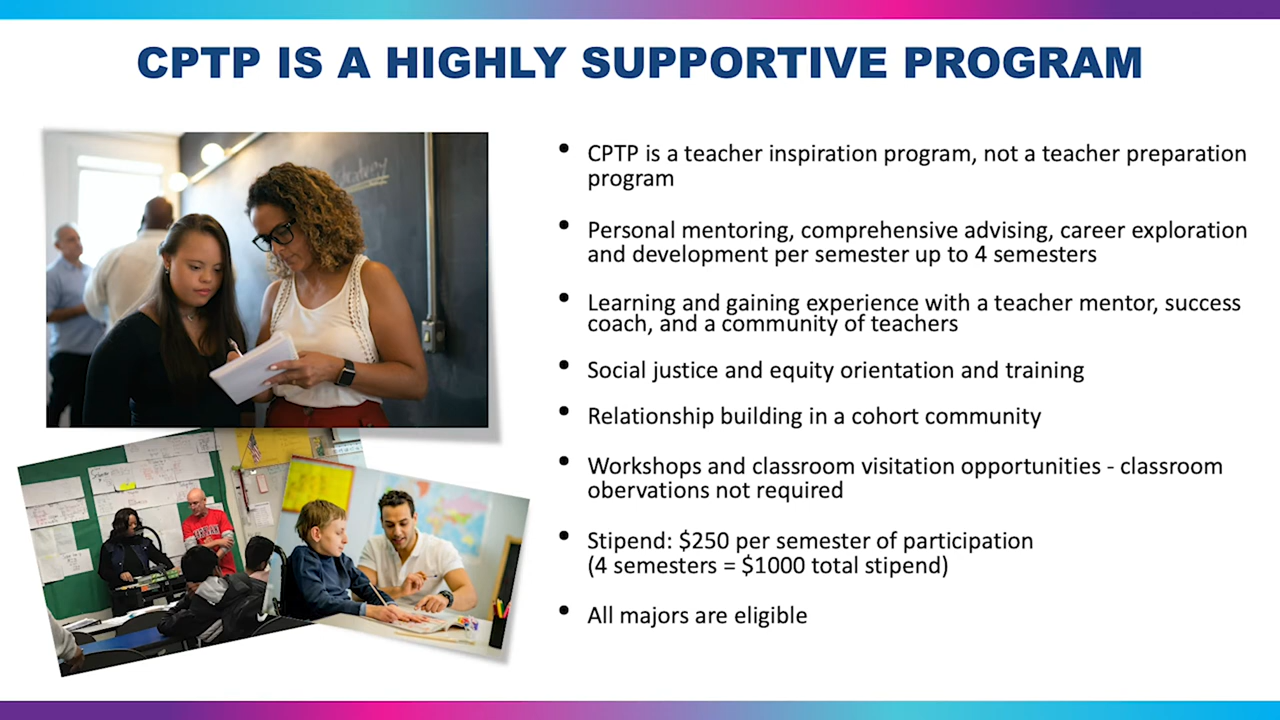 CPTP IS A HIGHLY SUPPORTIVE PROGRAM
• CPTP is a teacher inspiration program, not a teacher preparation
program
• Personal mentoring, comprehensive advising, career exploration
and development per semester up to 4 semesters
• Learning and gaining experience with a teacher mentor, success
coach, and a community of teachers
• Social justice and equity orientation and training
• Relationship building in a cohort community
• Workshops and classroom visitation opportunities - classroom
obervations not required
• Stipend: $250 per semester of participation
(4 semesters = $1000 total stipend)
• All majors are eligible